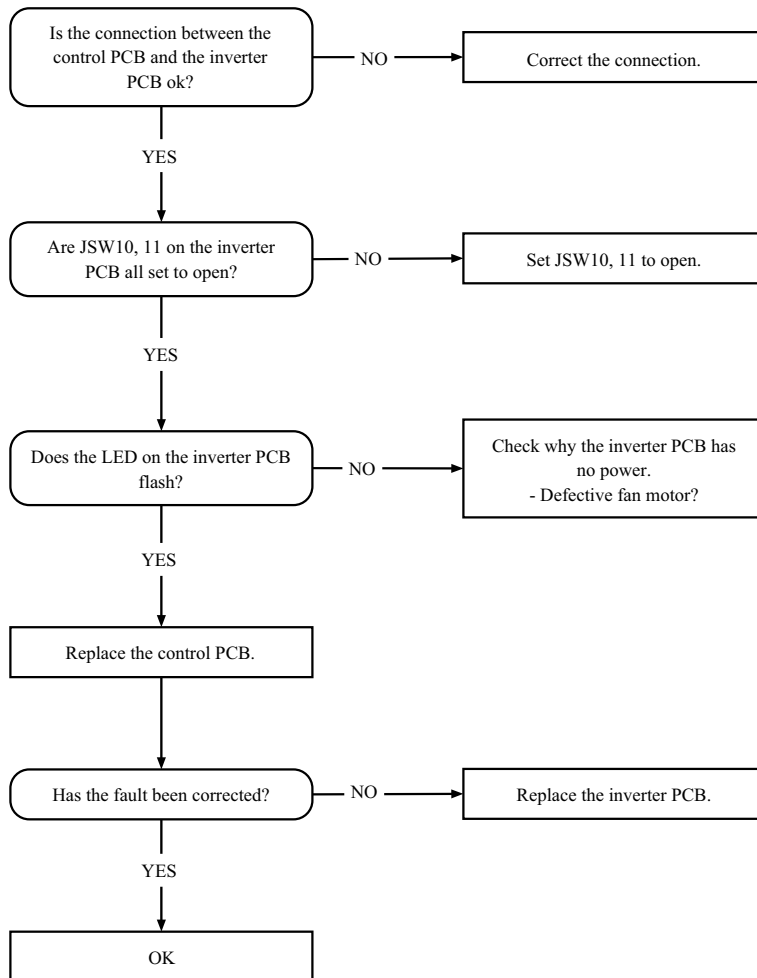 Is the connection between the
control PCB and the inverter
PCB ok?
NO
Correct the connection.
YES
Are JSW10, 11 on the inverter
PCB all set to open?
NO
Set JSW10, 11 to open.
YES
Does the LED on the inverter PCB
flash?
NO
Check why the inverter PCB has
no power.
- Defective fan motor?
YES
Replace the control PCB.
Has the fault been corrected?
NO
Replace the inverter PCB.
YES
OK